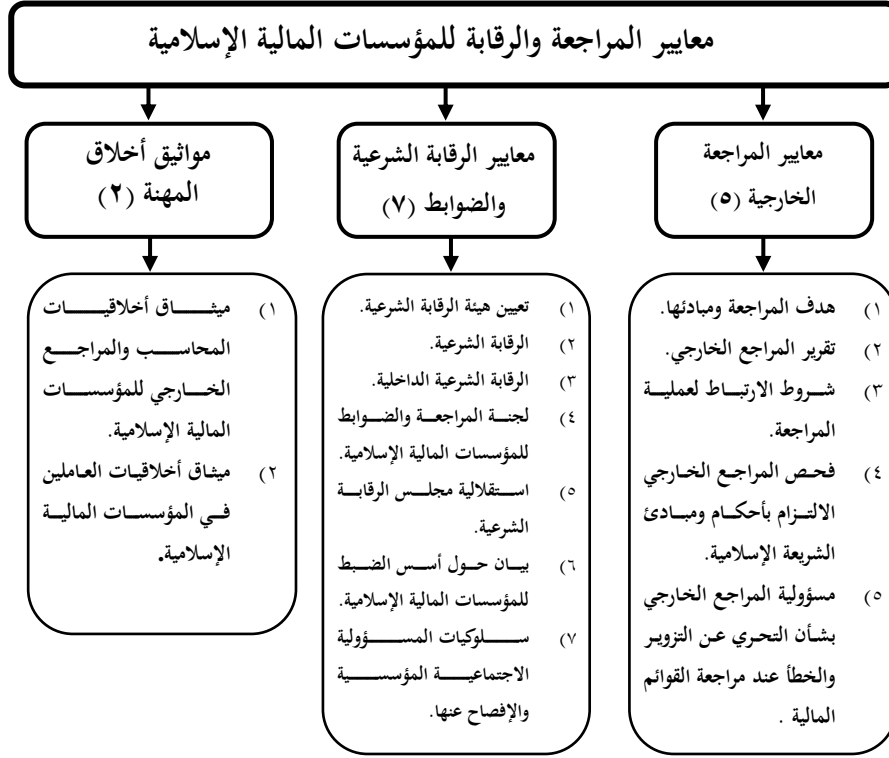 معايير المراجعة والرقابة للمؤسسات المالية الإسلامية
معايير المراجعة
الخارجية (٥)
معايير الرقابة الشرعية
والضوابط (٧)
مواثيق أخلاق
المهنة (٢)
١) هدف المراجعة ومبادئها.
٢) تقرير المراجع الخارجي.
٣) شروط الارتباط لعملية
المراجعة.
٤) فحص المراجع الخارجي
الالتزام بأحكام ومبادئ
الشريعة الإسلامية.
٥) مسؤولية المراجع الخارجي
بشأن التحري عن التزوير
والخطأ عند مراجعة القوائم
المالية .
١) تعيين هيئة الرقابة الشرعية.
٢) الرقابة الشرعية.
٣) الرقابة الشرعية الداخلية.
٤) لجنة المراجعة والضوابط
للمؤسسات المالية الإسلامية.
٥) استقلالية مجلس الرقابة
الشرعية.
٦) بيان حول أسس الضبط
للمؤسسات المالية الإسلامية.
٧) سلوكيات المسؤولية
الاجتماعية المؤسسية
والإفصاح عنها.
١) ميثاق أخلاقيات
المحاسب والمراجع
الخارجي للمؤسسات
المالية الإسلامية.
٢) ميثاق أخلاقيات العاملين
في المؤسسات المالية
الإسلامية.